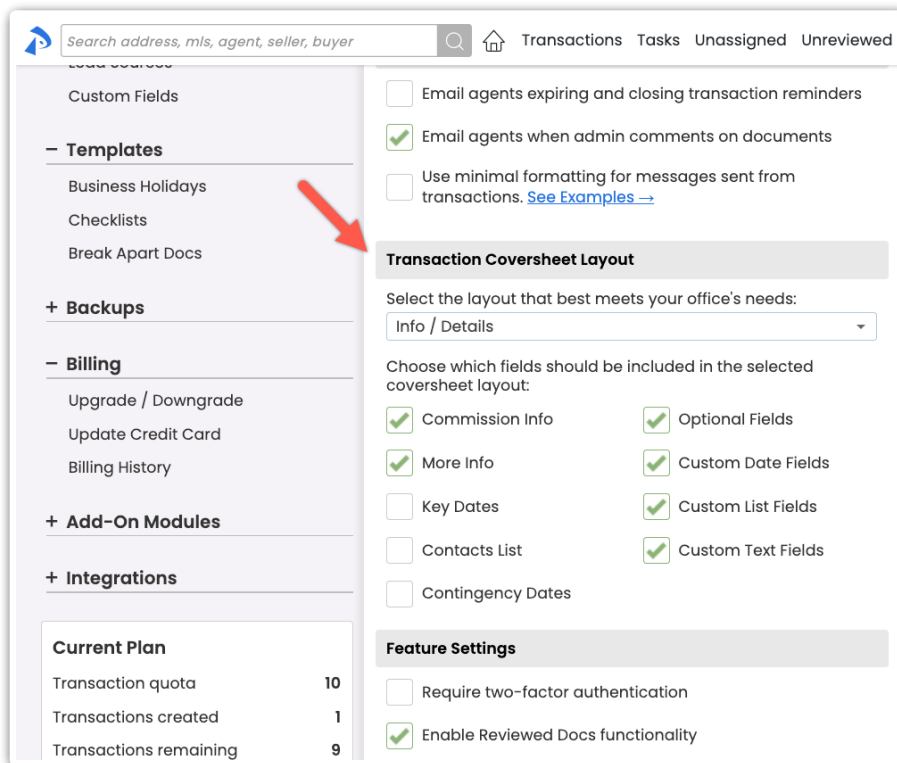 Search address, mls, agent, seller, buyer
Transactions Tasks Unassigned Unreviewed
Lead Sources
Custom Fields
− Templates
Business Holidays
Checklists
Break Apart Docs
+ Backups
− Billing
Upgrade / Downgrade
Update Credit Card
Billing History
+ Add-On Modules
+ Integrations
Current Plan
Transaction quota 10
Transactions created 1
Transactions remaining 9
Email agents expiring and closing transaction reminders
Email agents when admin comments on documents
Use minimal formatting for messages sent from
transactions. See Examples →
Transaction Coversheet Layout
Select the layout that best meets your office's needs:
Info / Details
Choose which fields should be included in the selected
coversheet layout:
Commission Info Optional Fields
More Info Custom Date Fields
Key Dates Custom List Fields
Contacts List Custom Text Fields
Contingency Dates
Feature Settings
Require two-factor authentication
Enable Reviewed Docs functionality